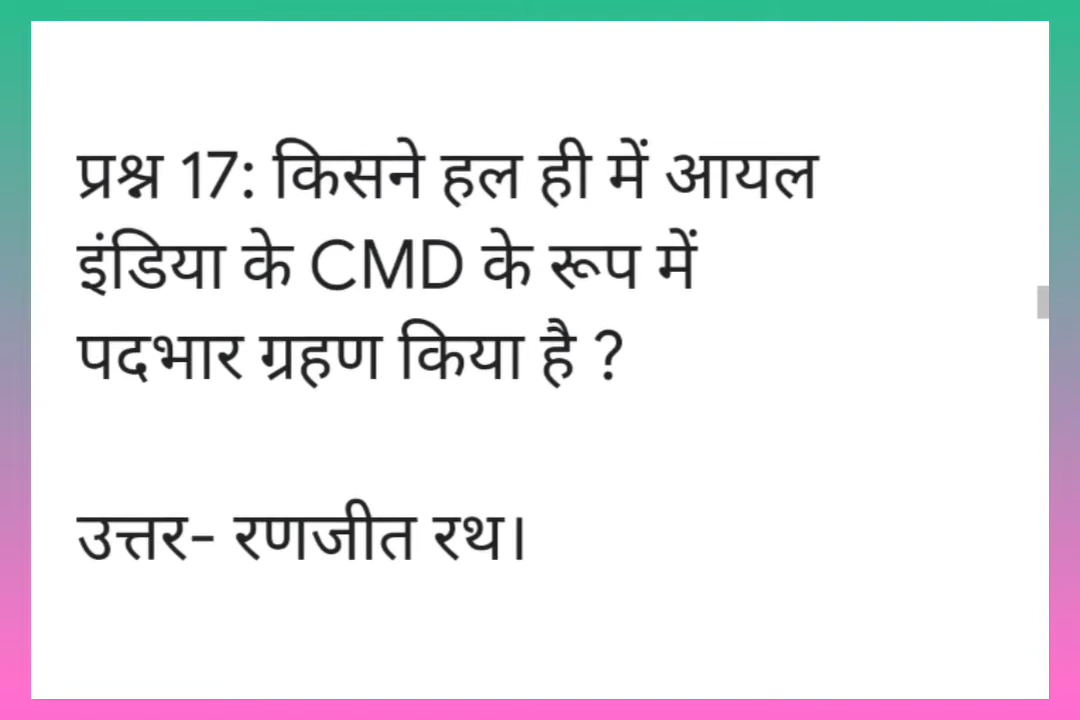 प्रश्न 17: किसने हल ही में आयल
इंडिया के CMD के रूप में
पदभार ग्रहण किया है ?
उत्तर- रणजीत रथ।